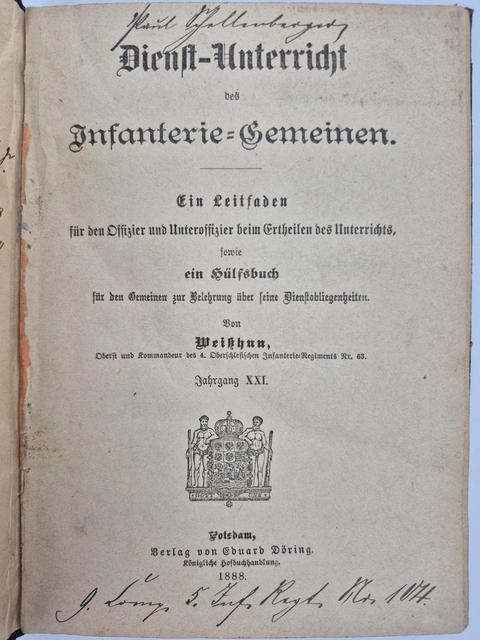 Paul Schellenberger
Dienst-Unterricht
des
Infanterie-Gemeinen.
Ein Leitfaden
für den Offizier und Unteroffizier beim Ertheilen des Unterrichts,
sowie
ein Hülfsbuch
für den Gemeinen zur Belehrung über seine Dienstobliegenheiten.
Von
Weißhun,
Oberst und Kommandeur des 4. Oberschlesischen Infanterie-Regiments Nr. 63.
Jahrgang XXI.
Potsdam,
Verlag von Eduard Döring.
Königliche Hofbuchhandlung.
1888.
9. Comp. 5. Inf. Regt. No. 104.